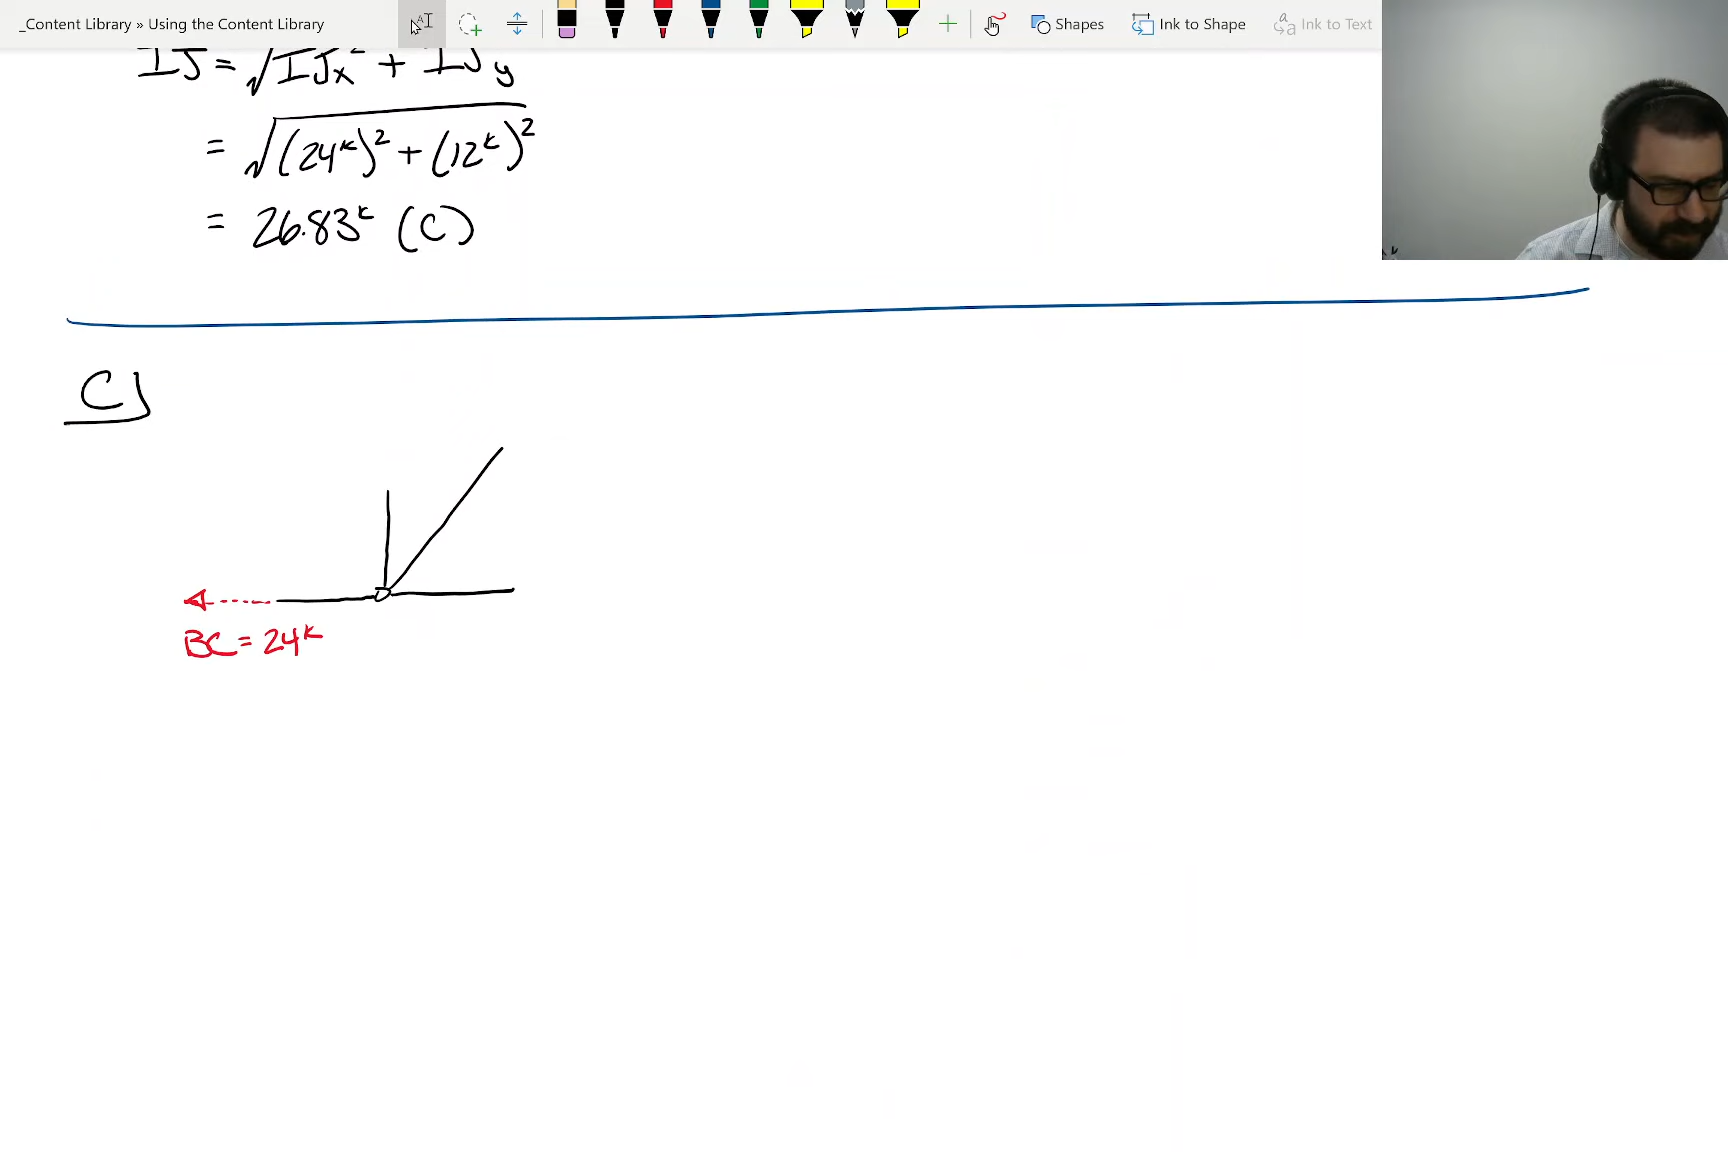 _Content Library » Using the Content Library
Shapes
Ink to Shape
Ink to Text
IJ = √IJx² + IJy
= √(24ᵏ)² + (12ᵏ)²
= 26.83ᵏ (C)
C)
BC = 24ᵏ